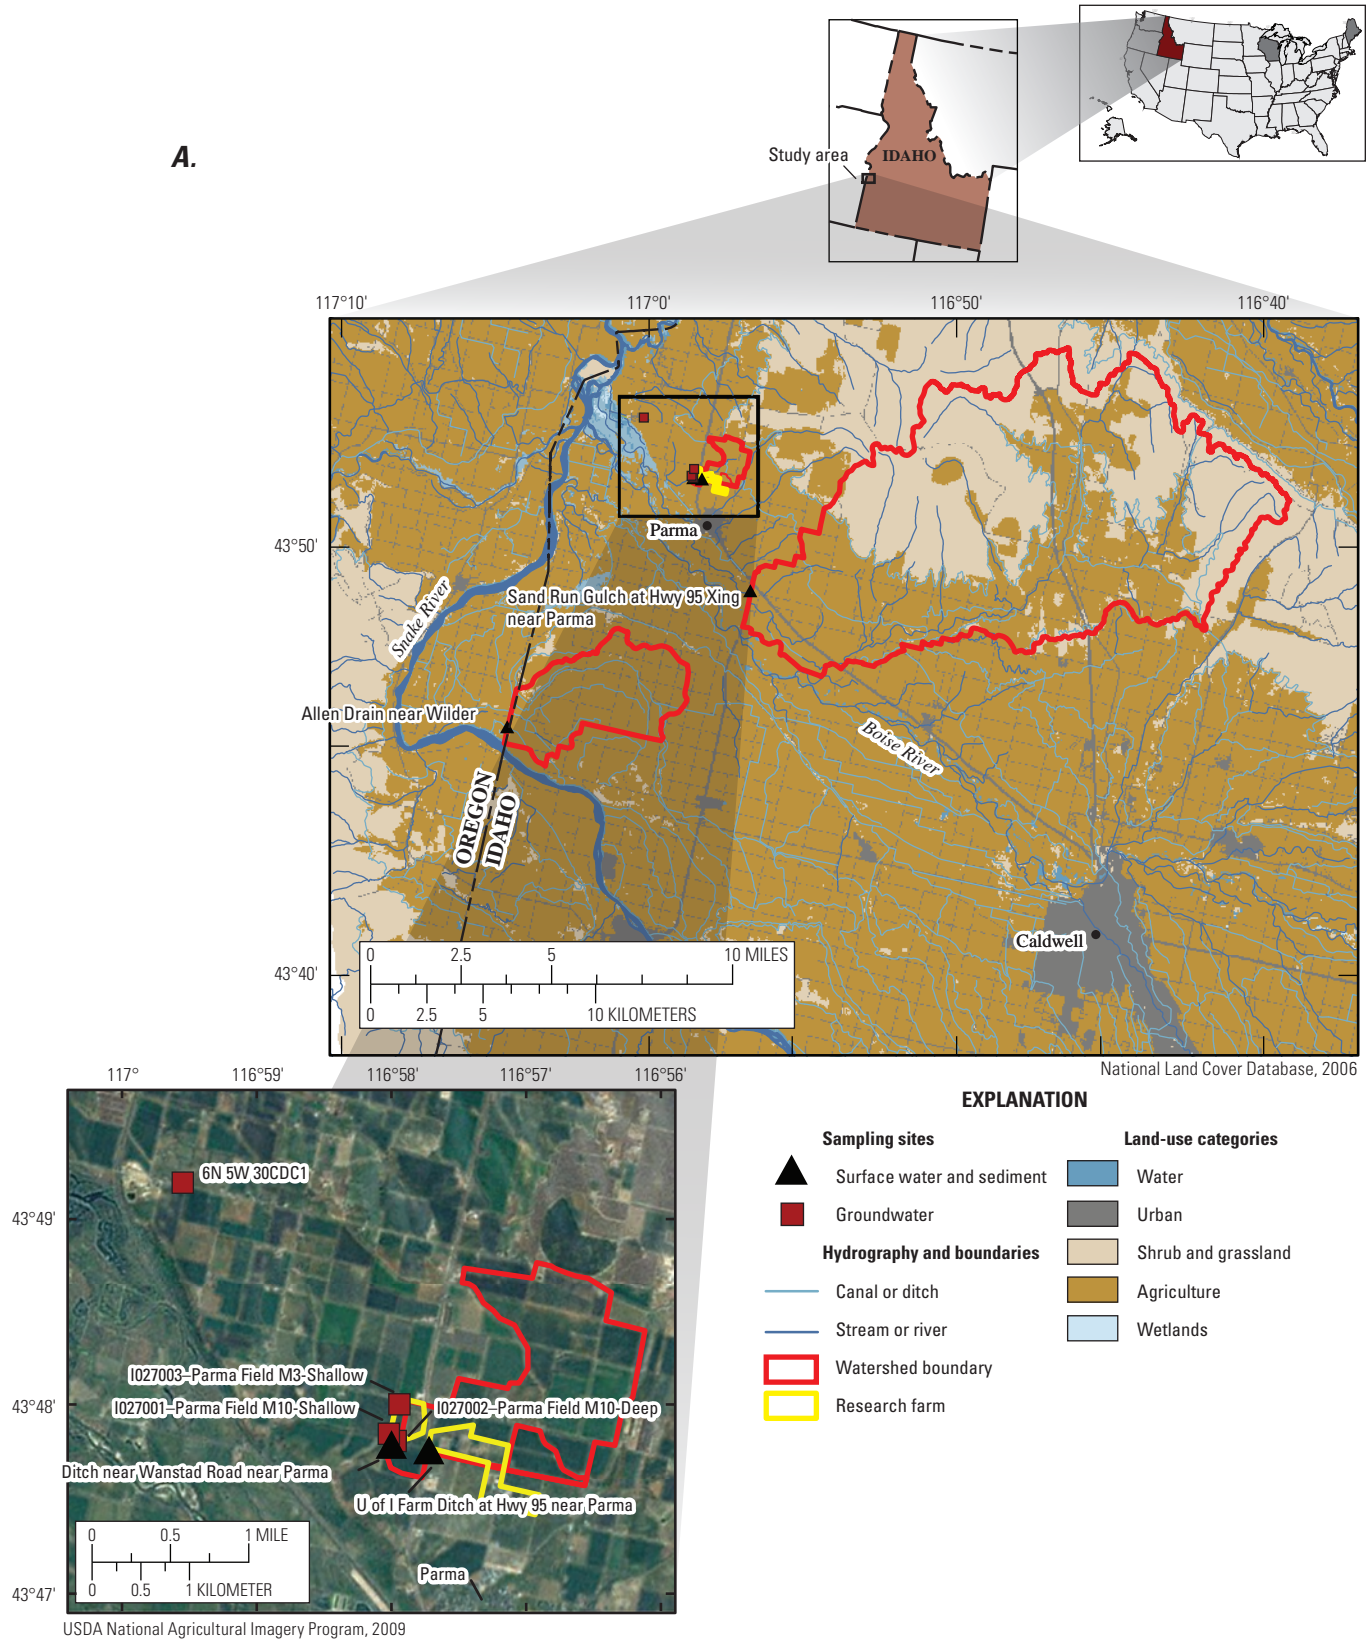 A.
Study area
IDAHO
117°10'
117°0'
116°50'
116°40'
43°50'
43°40'
Parma
Snake River
Sand Run Gulch at Hwy 95 Xing
near Parma
Allen Drain near Wilder
Boise River
OREGON
IDAHO
Caldwell
0 2.5 5 10 MILES
0 2.5 5 10 KILOMETERS
National Land Cover Database, 2006
117°
116°59'
116°58'
116°57'
116°56'
43°49'
43°48'
43°47'
6N 5W 30CDC1
I027003–Parma Field M3-Shallow
I027001–Parma Field M10-Shallow
I027002–Parma Field M10-Deep
Ditch near Wanstad Road near Parma
U of I Farm Ditch at Hwy 95 near Parma
Parma
0 0.5 1 MILE
0 0.5 1 KILOMETER
USDA National Agricultural Imagery Program, 2009
EXPLANATION
Sampling sites
Surface water and sediment
Groundwater
Hydrography and boundaries
Canal or ditch
Stream or river
Watershed boundary
Research farm
Land-use categories
Water
Urban
Shrub and grassland
Agriculture
Wetlands